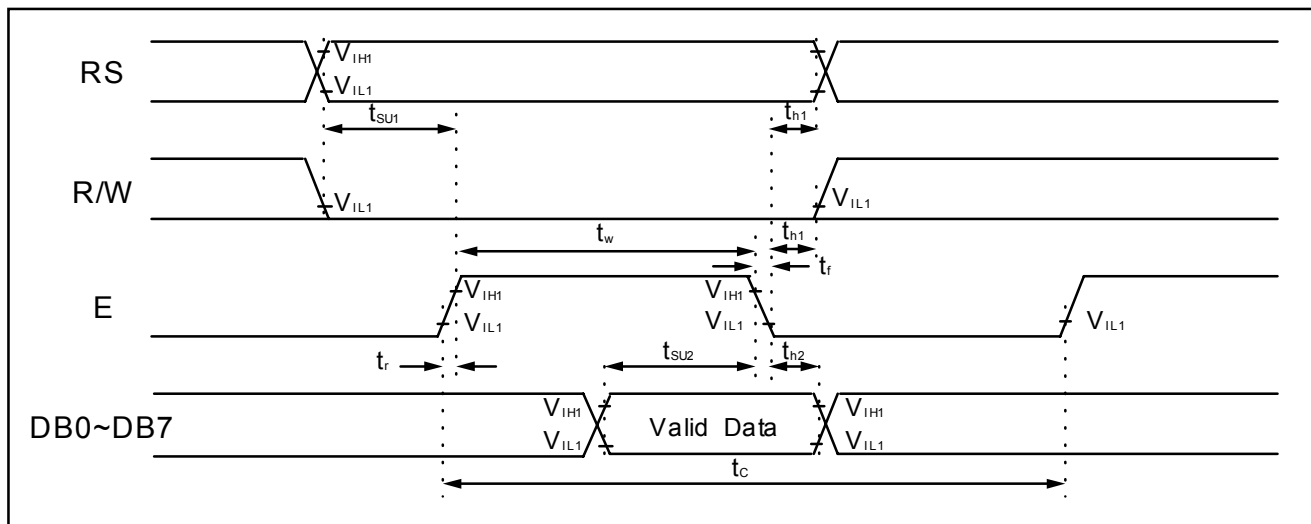 RS
VIH1
VIL1
tSU1
th1
R/W
VIL1
VIL1
tw
th1
tf
E
VIH1
VIL1
VIH1
VIL1
VIL1
tr
tSU2
th2
DB0~DB7
VIH1
VIL1
Valid Data
VIH1
VIL1
tC